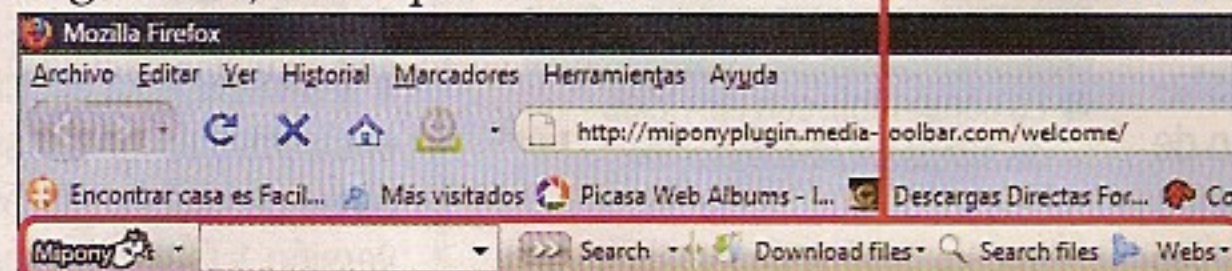 Mozilla Firefox
Archivo Editar Ver Historial Marcadores Herramientas Ayuda
http://miponyplugin.media-toolbar.com/welcome/
Encontrar casa es Facil... Más visitados Picasa Web Albums - I... Descargas Directas For...
Mipony Search Download files Search files Webs